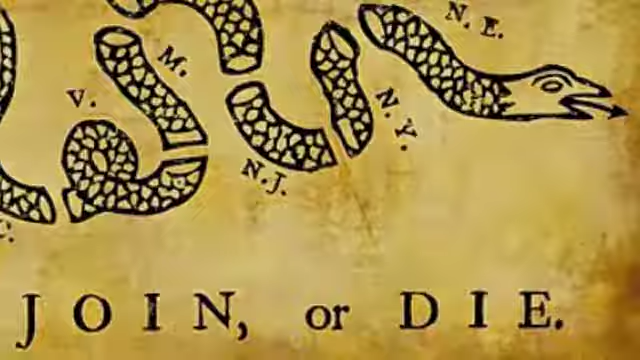 N. E.
M.
V.
N. Y.
N. J.
C.
JOIN, or DIE.